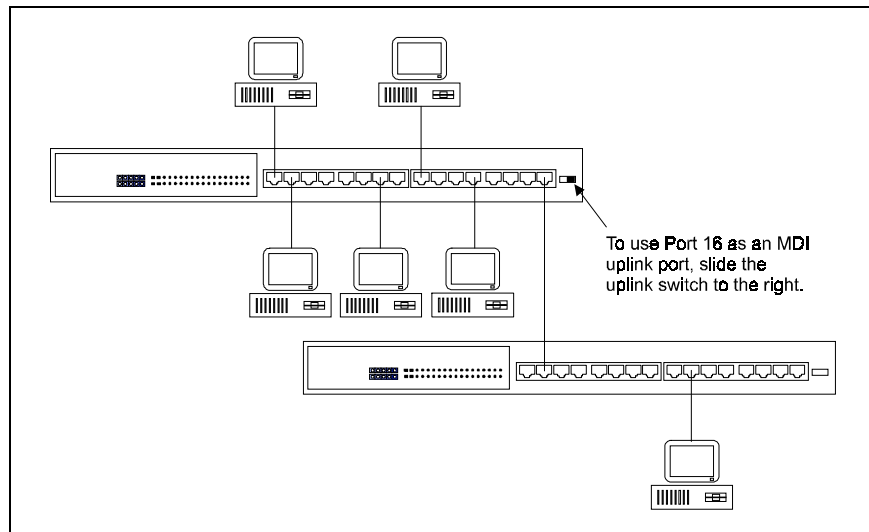 To use Port 16 as an MDI
uplink port, slide the
uplink switch to the right.